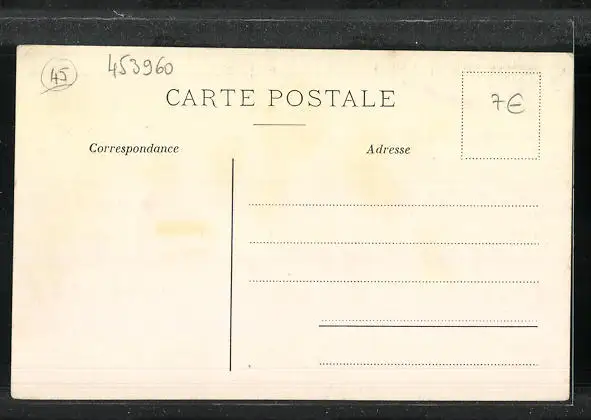 45
453960
CARTE POSTALE
7€
Correspondance
Adresse